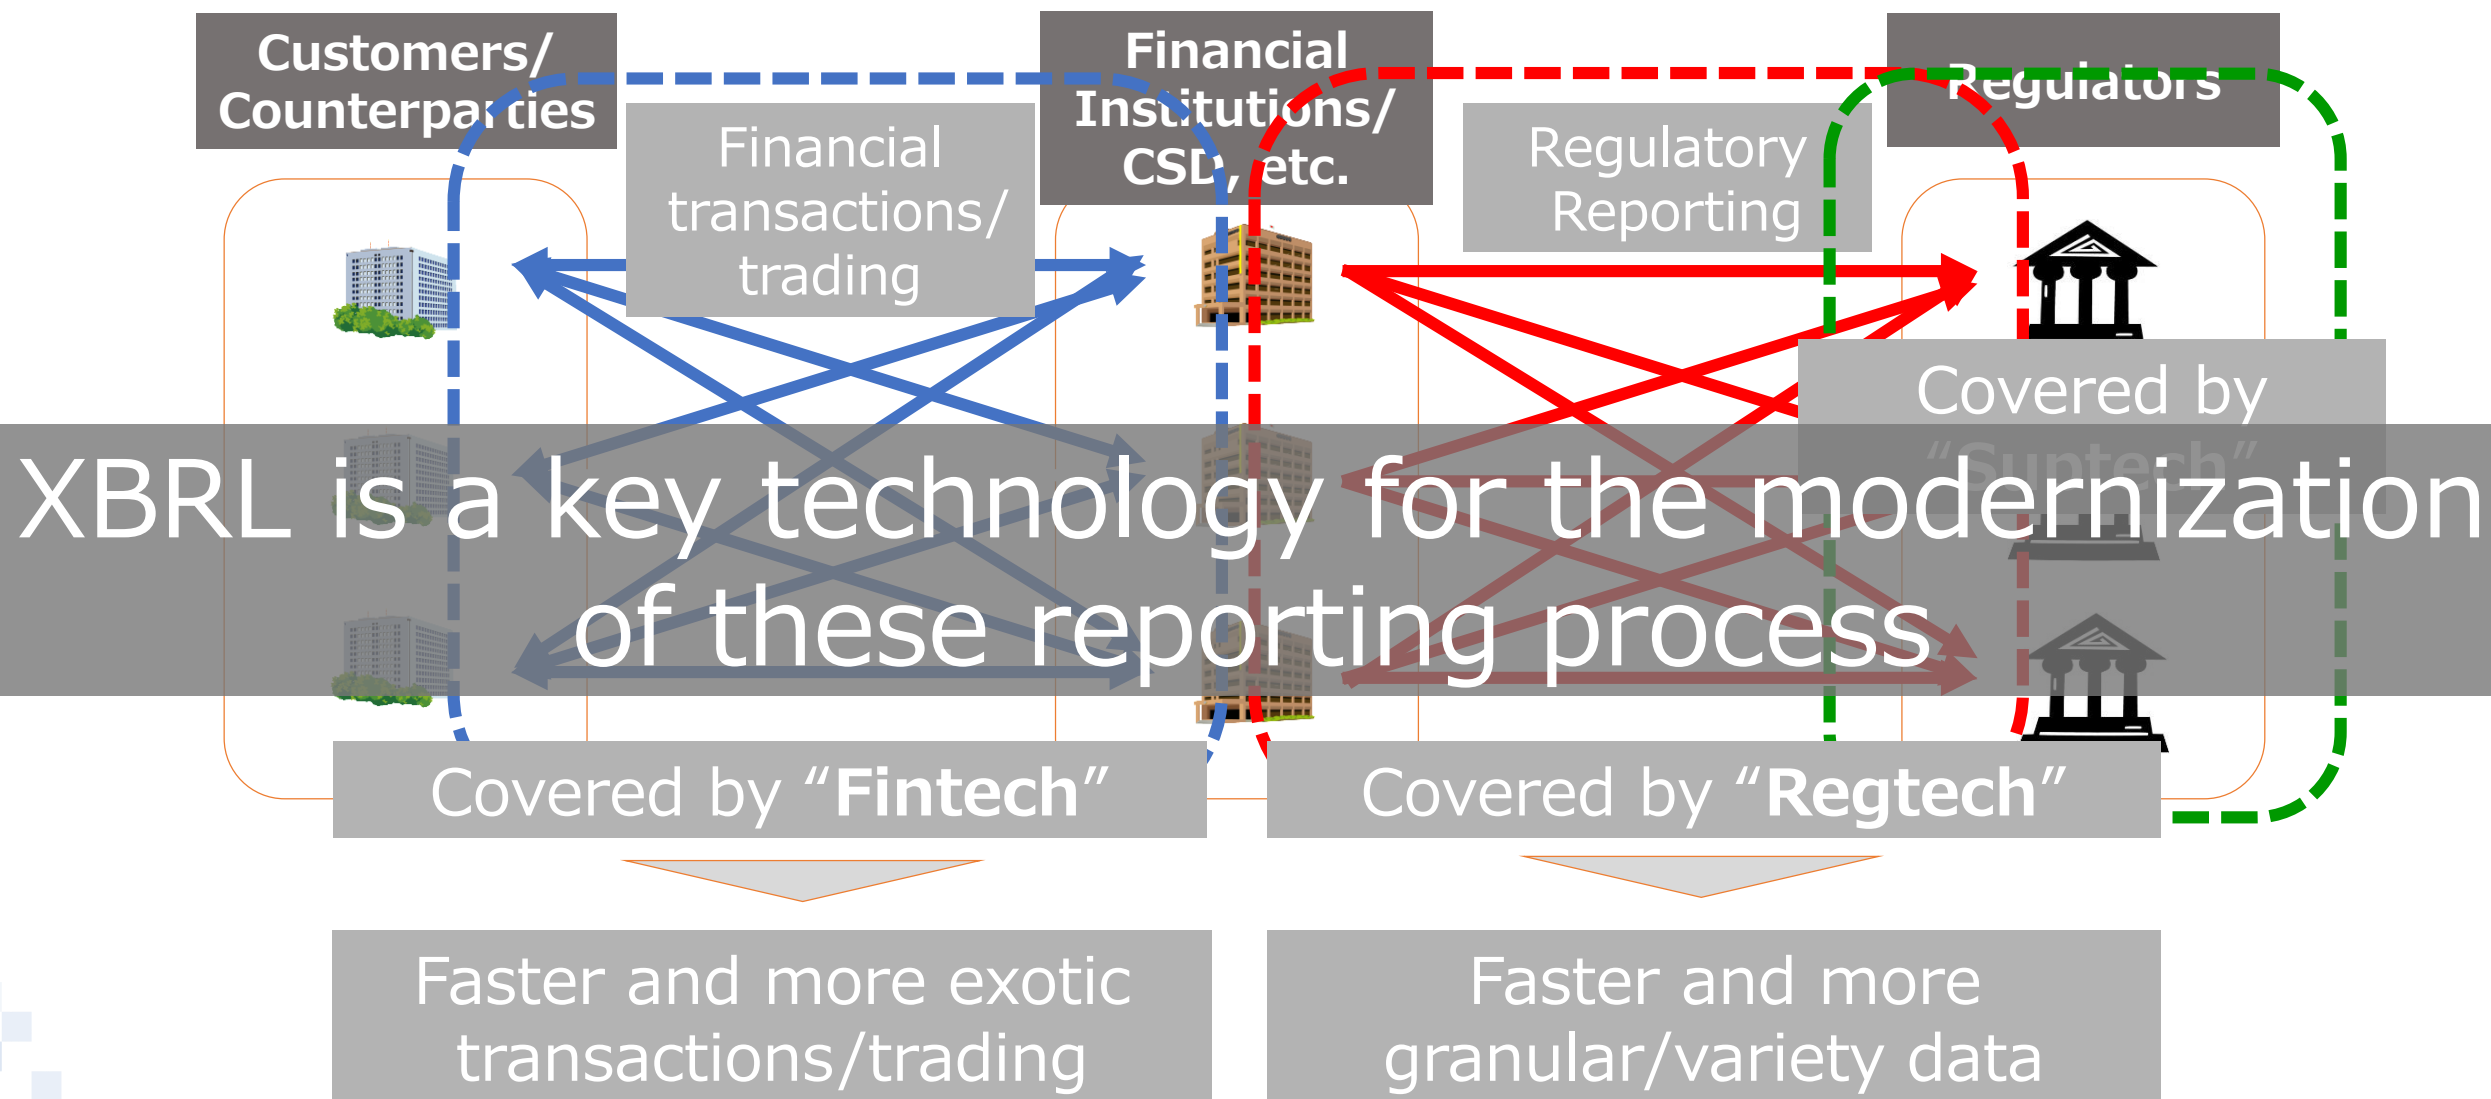 Customers/
Counterparties
Financial
Institutions/
CSD, etc.
Regulators
Financial
transactions/
trading
Regulatory
Reporting
Covered by
“Suptech”
XBRL is a key technology for the modernization
of these reporting process
Covered by “Fintech”
Covered by “Regtech”
Faster and more exotic
transactions/trading
Faster and more
granular/variety data